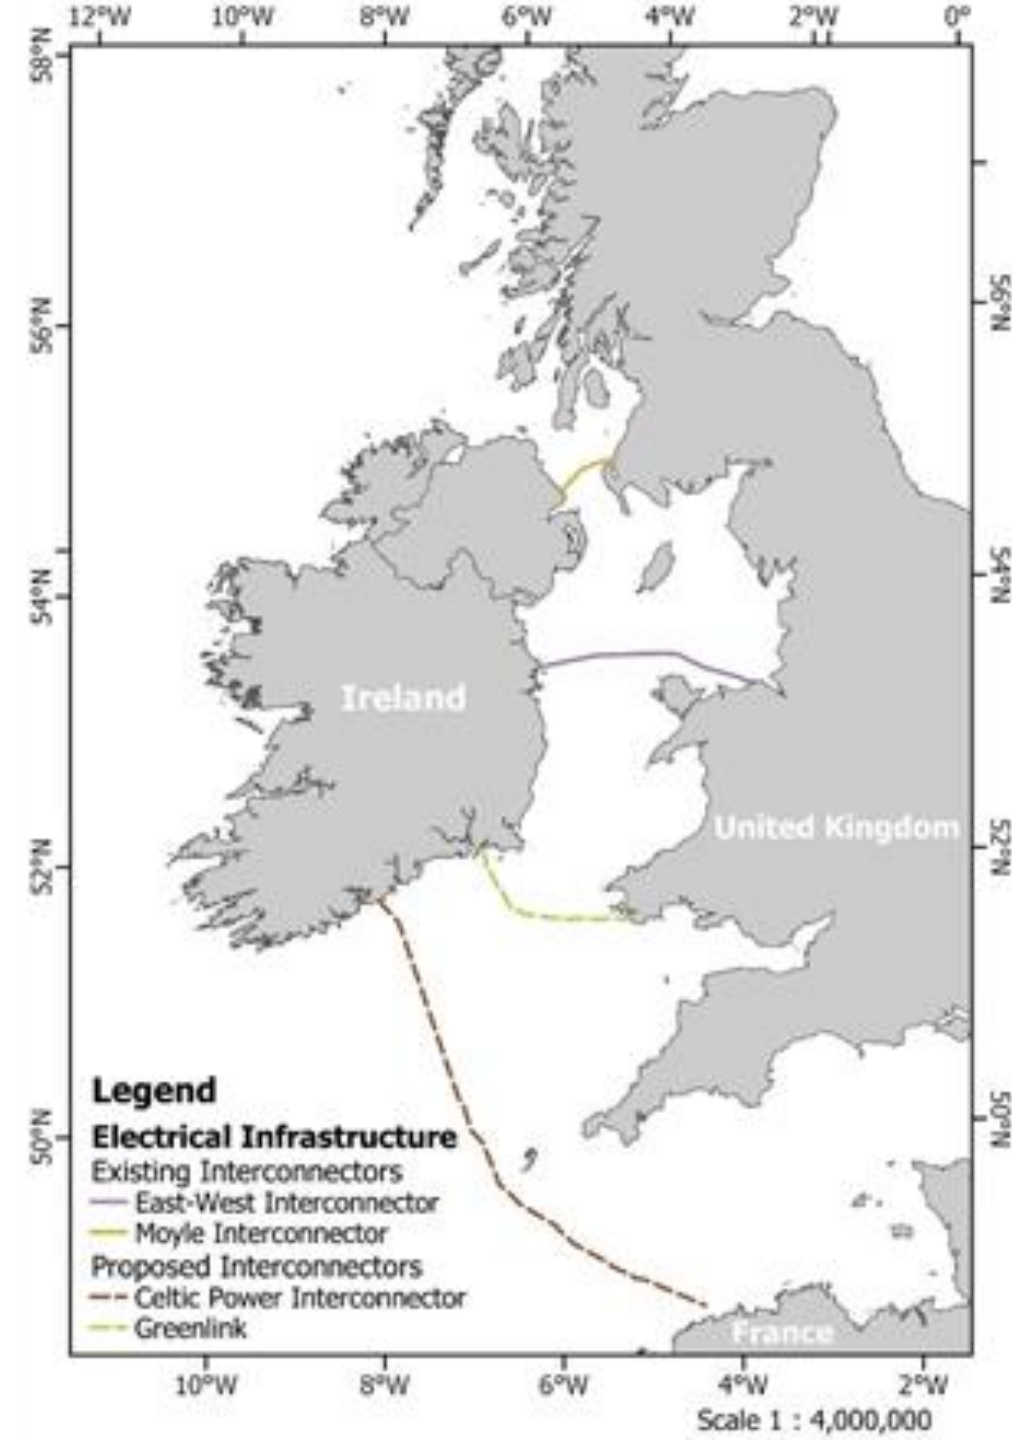 12°W 10°W 8°W 6°W 4°W 2°W 0°
58°N
56°N
56°N
54°N
54°N
Ireland
United Kingdom
52°N
52°N
Legend
Electrical Infrastructure
50°N
50°N
Existing Interconnectors
East-West Interconnector
Moyle Interconnector
Proposed Interconnectors
Celtic Power Interconnector
Greenlink
France
10°W 8°W 6°W 4°W 2°W
Scale 1 : 4,000,000